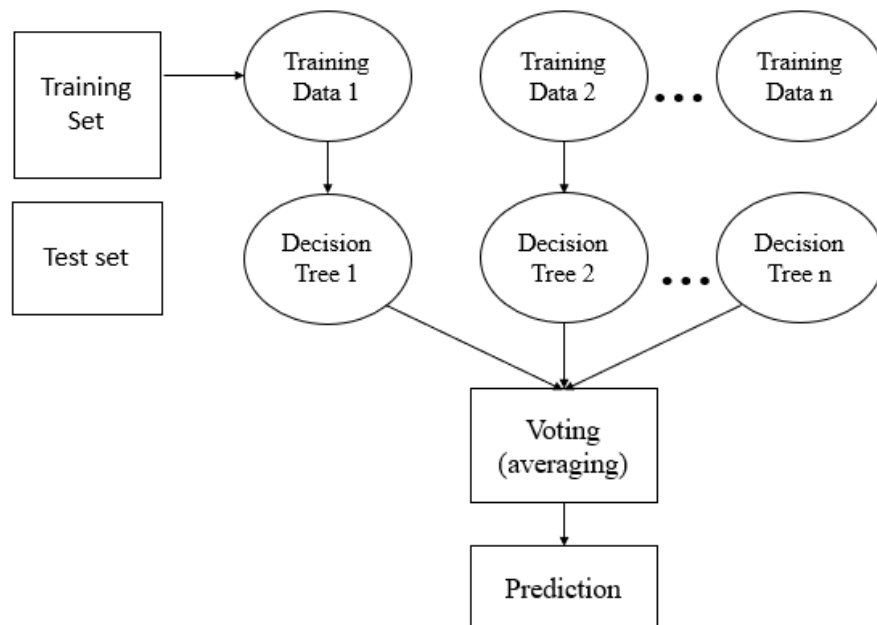 Training
Set
Training
Data 1
Training
Data 2
...
Training
Data n
Test set
Decision
Tree 1
Decision
Tree 2
...
Decision
Tree n
Voting
(averaging)
Prediction